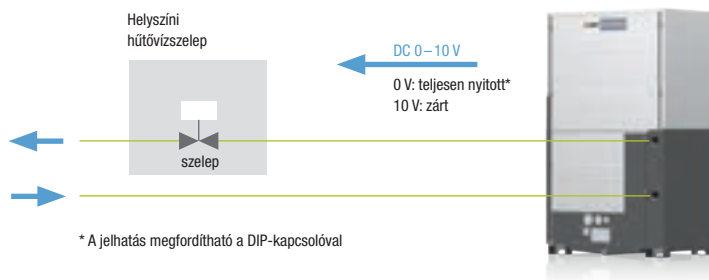 Helyszíni
hűtővízszelep
DC 0–10 V
0 V: teljesen nyitott*
10 V: zárt
szelep
* A jelhatás megfordítható a DIP-kapcsolóval